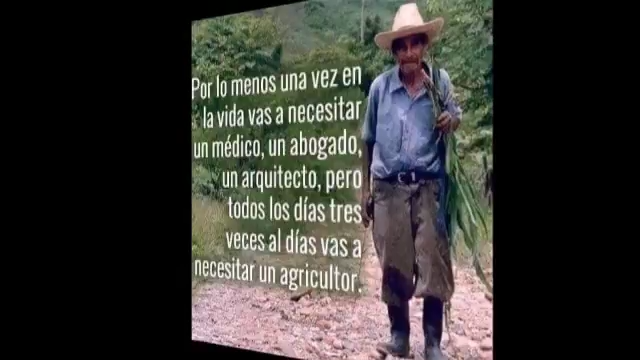 Por lo menos una vez en
la vida vas a necesitar
un médico, un abogado,
un arquitecto, pero
todos los días tres
veces al días vas a
necesitar un agricultor.